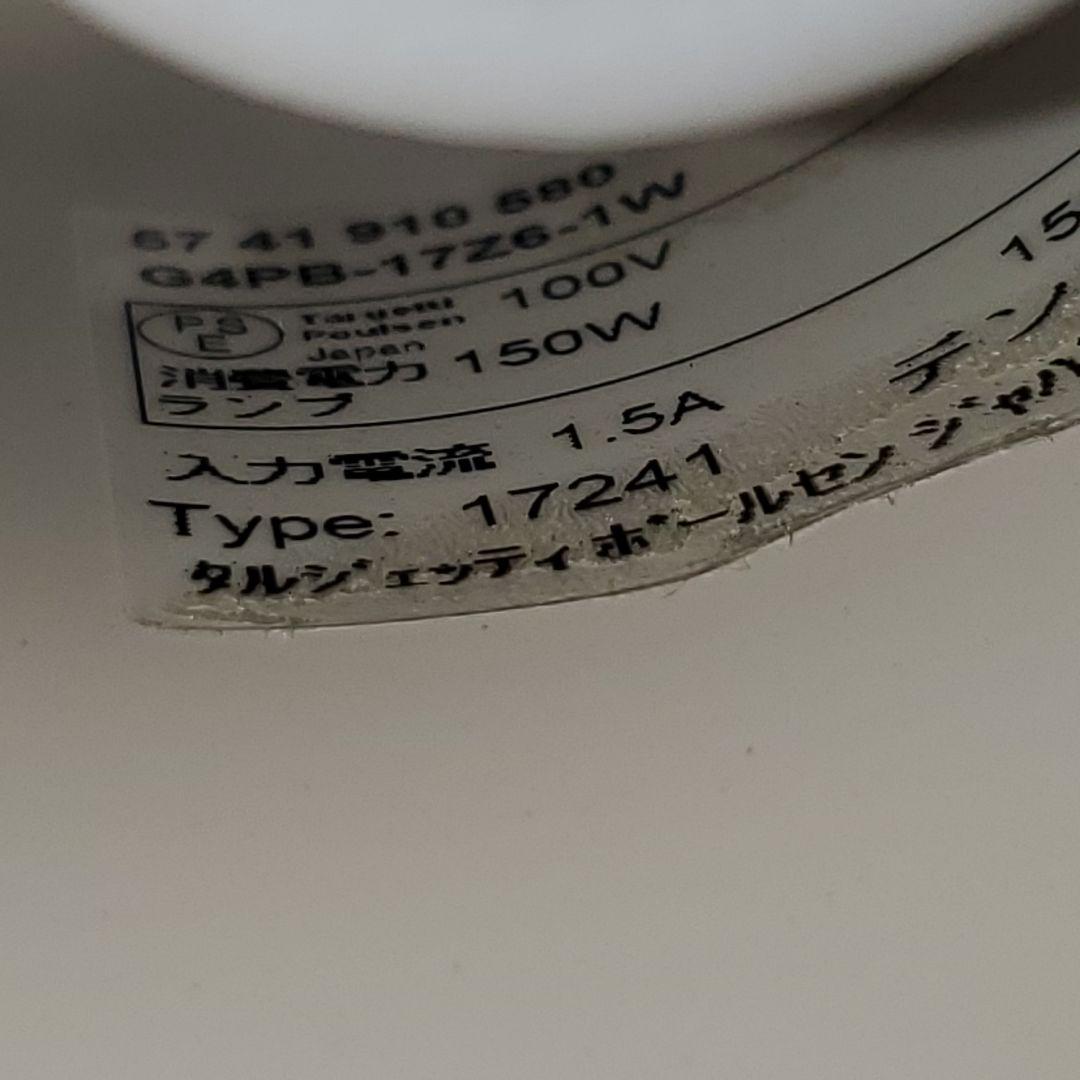 57 41 910 580
G4PB-17Z6-1W
PSE Targetti Poulsen Japan 100V
消費電力 150W
ランプ
入力電流 1.5A
Type: 17241
タルジェッティポールセンジャパ